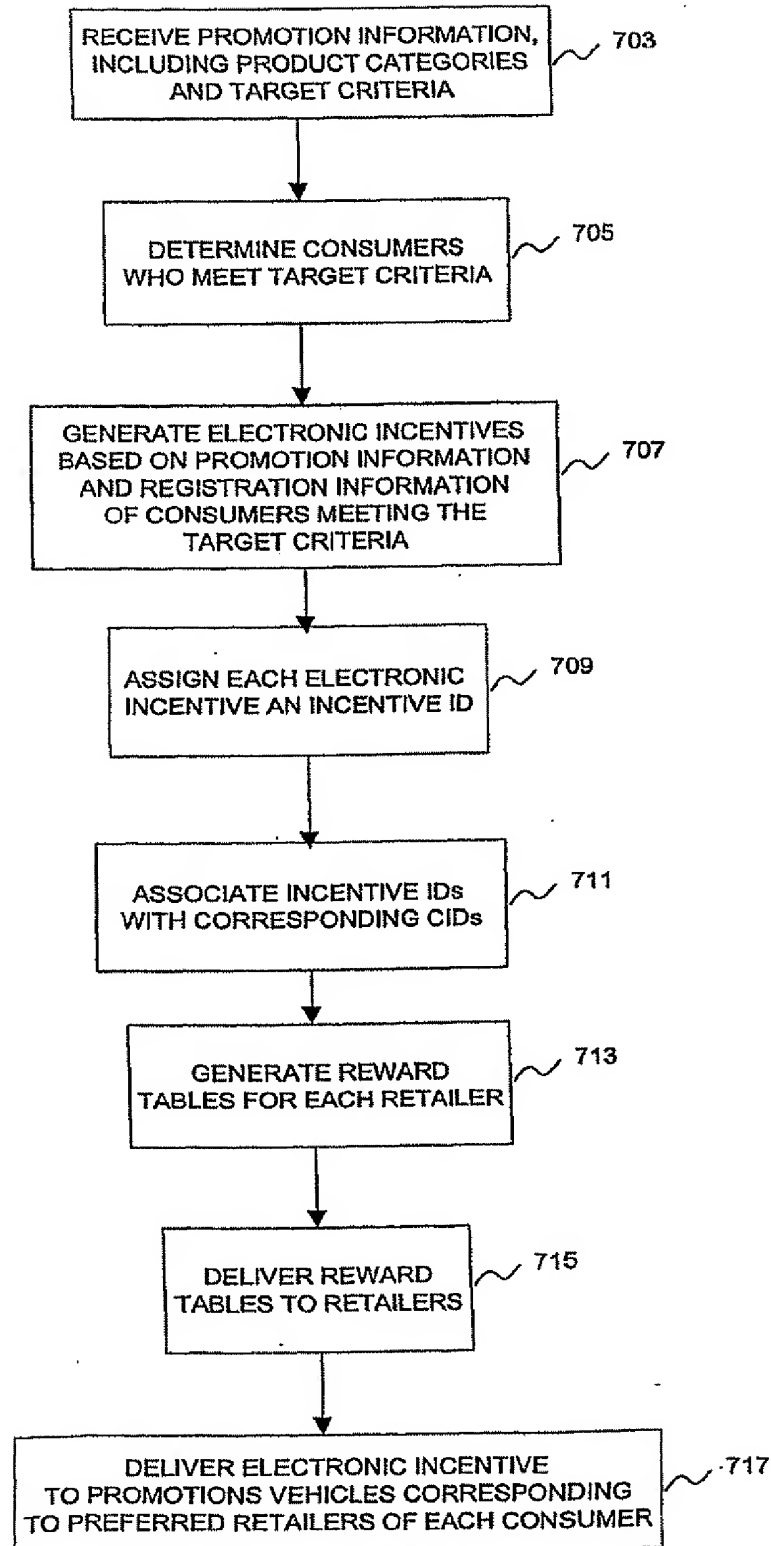 RECEIVE PROMOTION INFORMATION,
INCLUDING PRODUCT CATEGORIES
AND TARGET CRITERIA
703
DETERMINE CONSUMERS
WHO MEET TARGET CRITERIA
705
GENERATE ELECTRONIC INCENTIVES
BASED ON PROMOTION INFORMATION
AND REGISTRATION INFORMATION
OF CONSUMERS MEETING THE
TARGET CRITERIA
707
ASSIGN EACH ELECTRONIC
INCENTIVE AN INCENTIVE ID
709
ASSOCIATE INCENTIVE IDs
WITH CORRESPONDING CIDs
711
GENERATE REWARD
TABLES FOR EACH RETAILER
713
DELIVER REWARD
TABLES TO RETAILERS
715
DELIVER ELECTRONIC INCENTIVE
TO PROMOTIONS VEHICLES CORRESPONDING
TO PREFERRED RETAILERS OF EACH CONSUMER
717